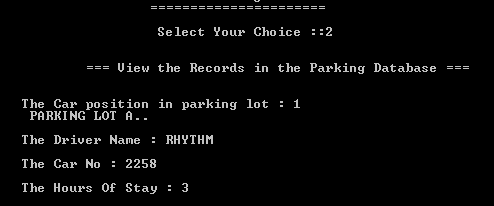 ======================
Select Your Choice ::2
=== View the Records in the Parking Database ===
The Car position in parking lot : 1
PARKING LOT A..
The Driver Name : RHYTHM
The Car No : 2258
The Hours Of Stay : 3